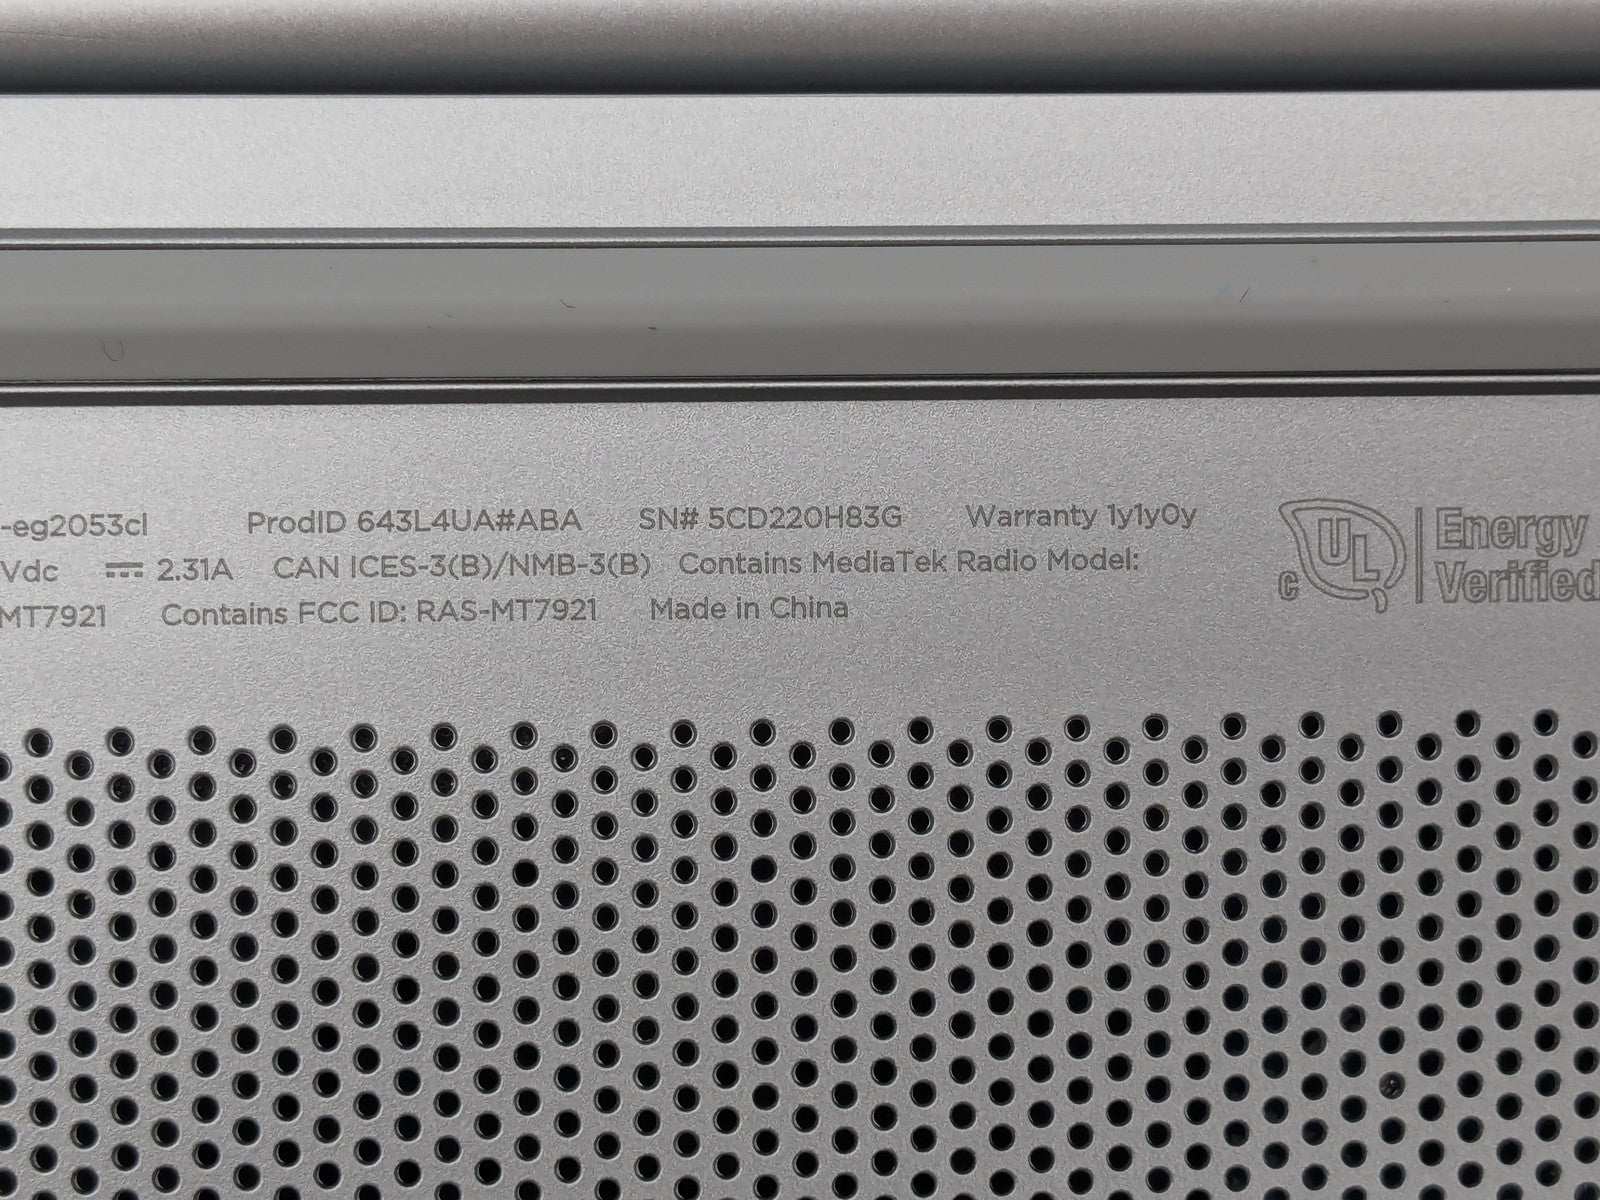 -eg2053cl ProdID 643L4UA#ABA SN# 5CD220H83G Warranty 1y1y0y
Vdc ⎓ 2.31A CAN ICES-3(B)/NMB-3(B) Contains MediaTek Radio Model:
MT7921 Contains FCC ID: RAS-MT7921 Made in China
c UL Energy
Verified